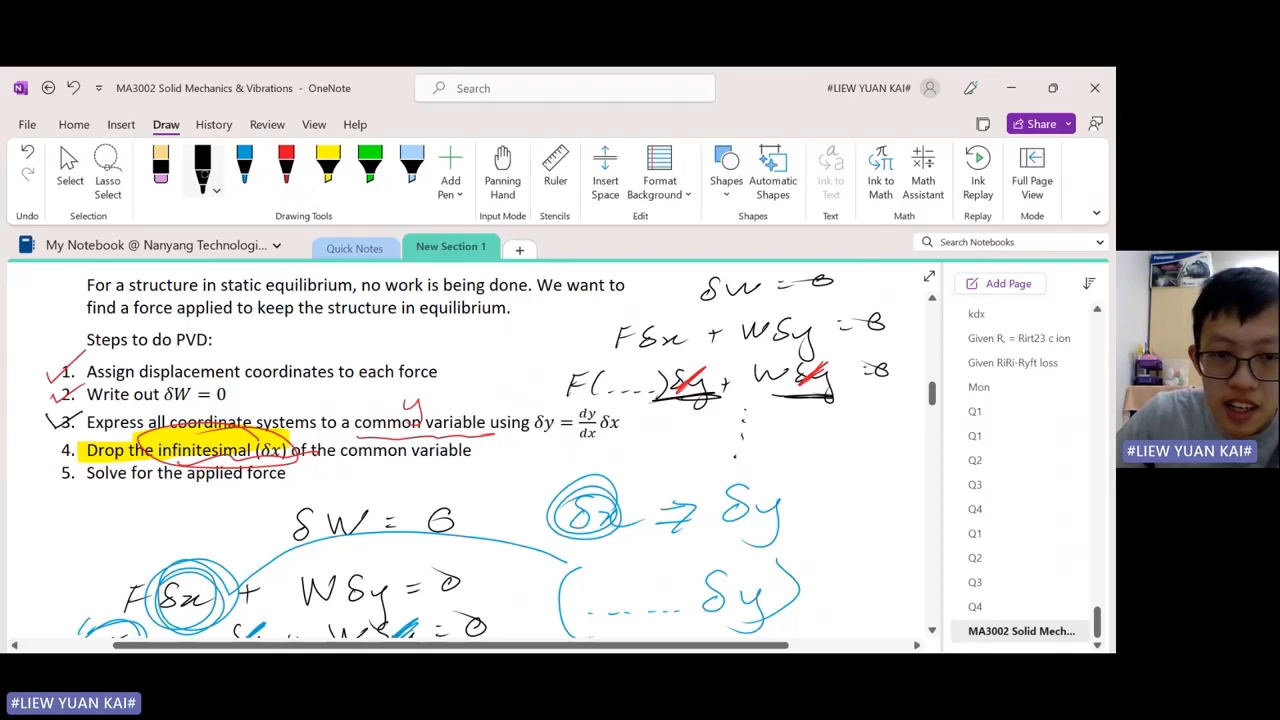 MA3002 Solid Mechanics & Vibrations - OneNote
Search
#LIEW YUAN KAI#
File Home Insert Draw History Review View Help
Share
Undo
Select
Lasso Select
Add Pen
Panning Hand
Ruler
Insert Space
Format Background
Shapes
Automatic Shapes
Ink to Text
Ink to Math
Math Assistant
Ink Replay
Full Page View
Undo Selection Drawing Tools Input Mode Stencils Edit Shapes Text Math Replay Mode
My Notebook @ Nanyang Technologi...
Quick Notes
New Section 1
Search Notebooks
For a structure in static equilibrium, no work is being done. We want to
find a force applied to keep the structure in equilibrium.
Steps to do PVD:
1. Assign displacement coordinates to each force
2. Write out δW = 0
3. Express all coordinate systems to a common variable using δy = dy/dx δx
4. Drop the infinitesimal (δx) of the common variable
5. Solve for the applied force
y
δW = 0
Fδx + Wδy = 0
F(.....)δy + Wδy = 0
δW = 0
Fδx + Wδy = 0
δx ⇒ δy
(....... δy)
Add Page
kdx
Given R, = Rirt23 c ion
Given RiRi-Ryft loss
Mon
Q1
Q1
Q2
Q3
Q4
Q1
Q2
Q3
Q4
MA3002 Solid Mech...
#LIEW YUAN KAI#
#LIEW YUAN KAI#